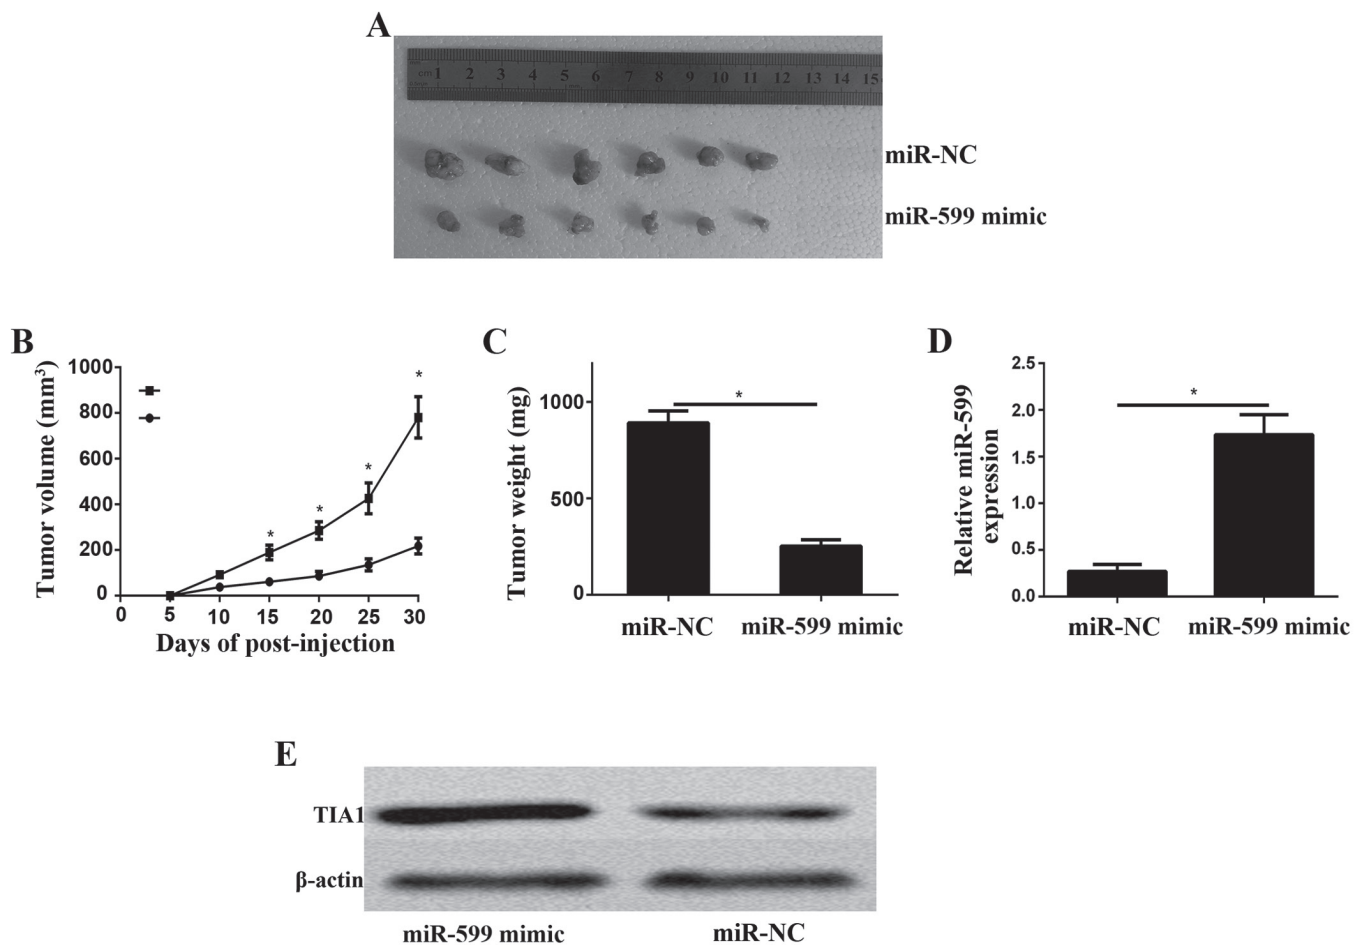 A
cm 1 2 3 4 5 6 7 8 9 10 11 12 13 14 15
miR-NC
miR-599 mimic
B
Tumor volume (mm³)
1000
800
600
400
200
0
*
*
*
*
*
0 5 10 15 20 25 30
Days of post-injection
C
Tumor weight (mg)
1000
500
0
*
miR-NC miR-599 mimic
D
Relative miR-599
expression
2.5
2.0
1.5
1.0
0.5
0.0
*
miR-NC miR-599 mimic
E
TIA1
β-actin
miR-599 mimic miR-NC